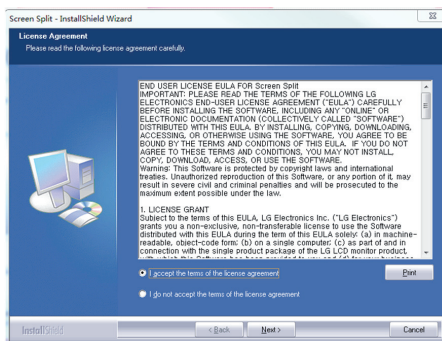 Screen Split - InstallShield Wizard
License Agreement
Please read the following license agreement carefully.
END USER LICENSE EULA FOR Screen Split
IMPORTANT: PLEASE READ THE TERMS OF THE FOLLOWING LG
ELECTRONICS END-USER LICENSE AGREEMENT ("EULA") CAREFULLY
BEFORE INSTALLING THE SOFTWARE, INCLUDING ANY "ONLINE" OR
ELECTRONIC DOCUMENTATION (COLLECTIVELY CALLED "SOFTWARE")
DISTRIBUTED WITH THIS EULA. BY INSTALLING, COPYING, DOWNLOADING,
ACCESSING, OR OTHERWISE USING THE SOFTWARE, YOU AGREE TO BE
BOUND BY THE TERMS AND CONDITIONS OF THIS EULA. IF YOU DO NOT
AGREE TO THESE TERMS AND CONDITIONS, YOU MAY NOT INSTALL,
COPY, DOWNLOAD, ACCESS, OR USE THE SOFTWARE.
Warning: This Software is protected by copyright laws and international
treaties. Unauthorized reproduction of this Software, or any portion of it, may
result in severe civil and criminal penalties and will be prosecuted to the
maximum extent possible under the law.
1. LICENSE GRANT
Subject to the terms of this EULA, LG Electronics Inc. ("LG Electronics")
grants you a non-exclusive, non-transferable license to use the Software
distributed with this EULA during the term of this EULA solely: (a) in machine-
readable, object-code form; (b) on a single computer; (c) as part of and in
connection with the single product package of the LG LCD monitor product,
I accept the terms of the license agreement
Print
I do not accept the terms of the license agreement
InstallShield
< Back
Next >
Cancel